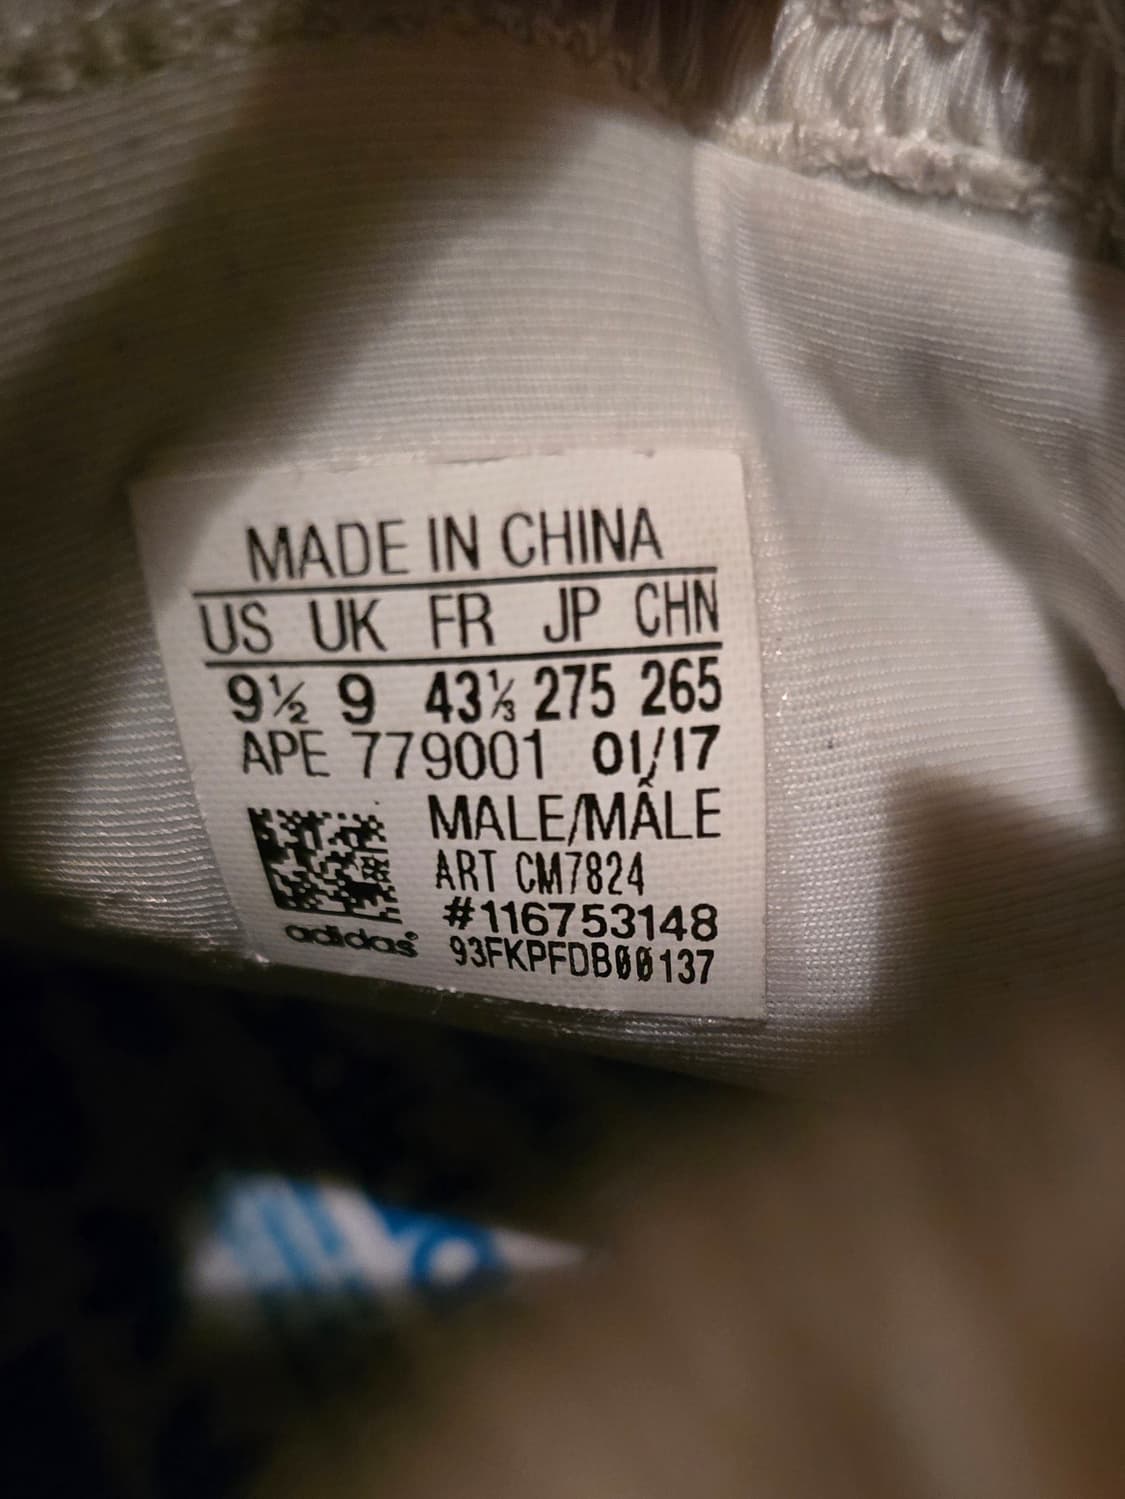 MADE IN CHINA
US UK FR JP CHN
9½ 9 43⅓ 275 265
APE 779001 01/17
MALE/MÂLE
ART CM7824
#116753148
93FKPFDB00137
adidas